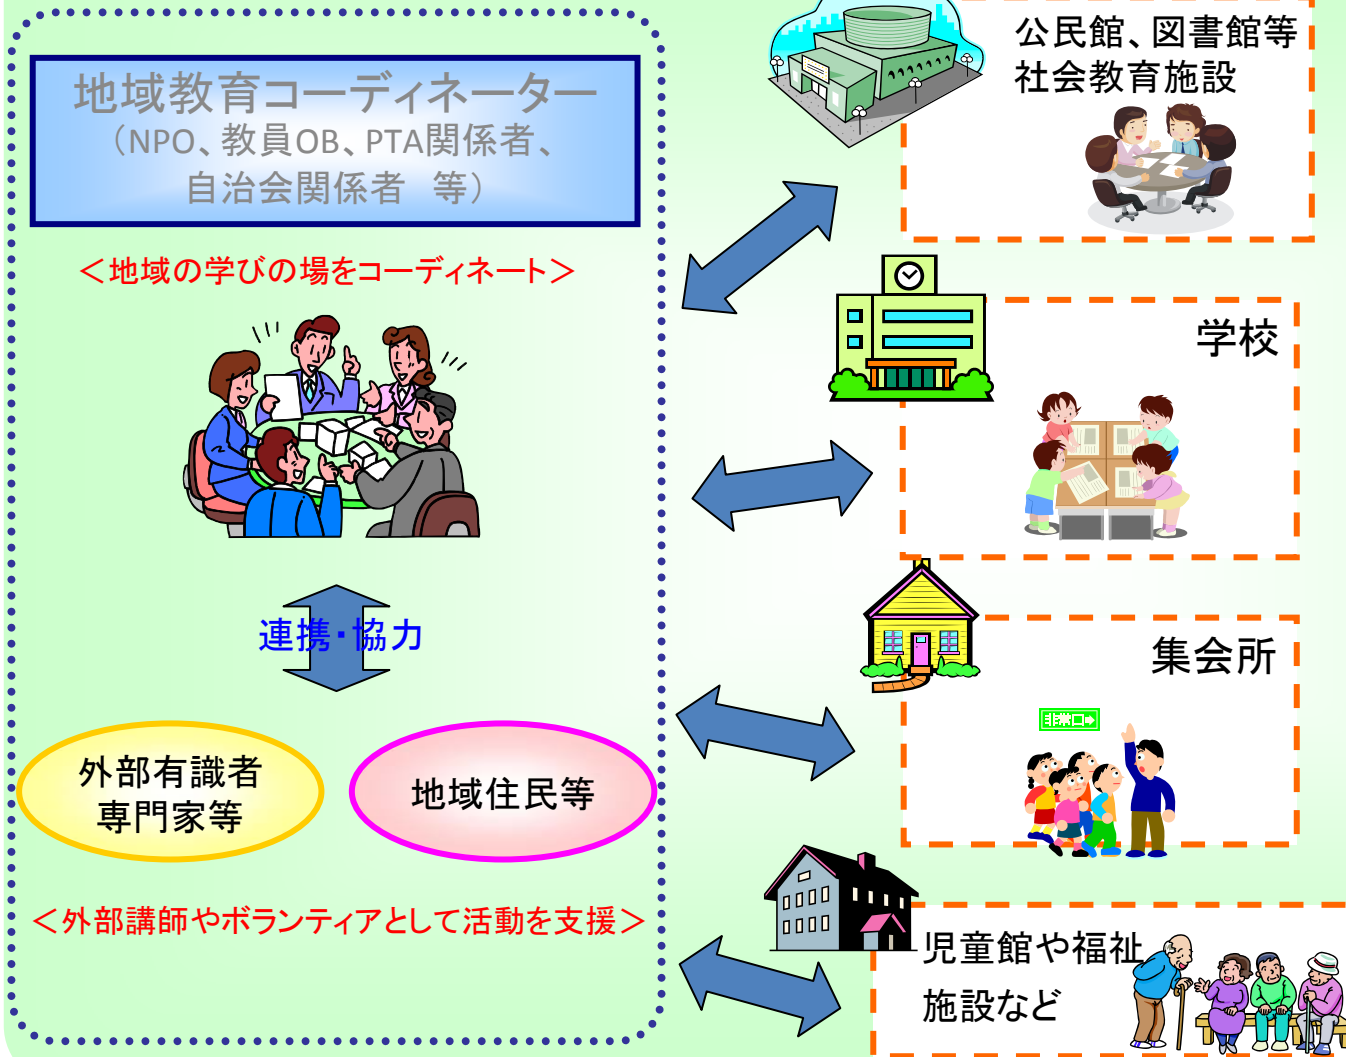 地域教育コーディネーター
（NPO、教員OB、PTA関係者、
自治会関係者　等）
＜地域の学びの場をコーディネート＞
連携・協力
外部有識者
専門家等
地域住民等
＜外部講師やボランティアとして活動を支援＞
公民館、図書館等
社会教育施設
学校
集会所
非常口
児童館や福祉
施設など